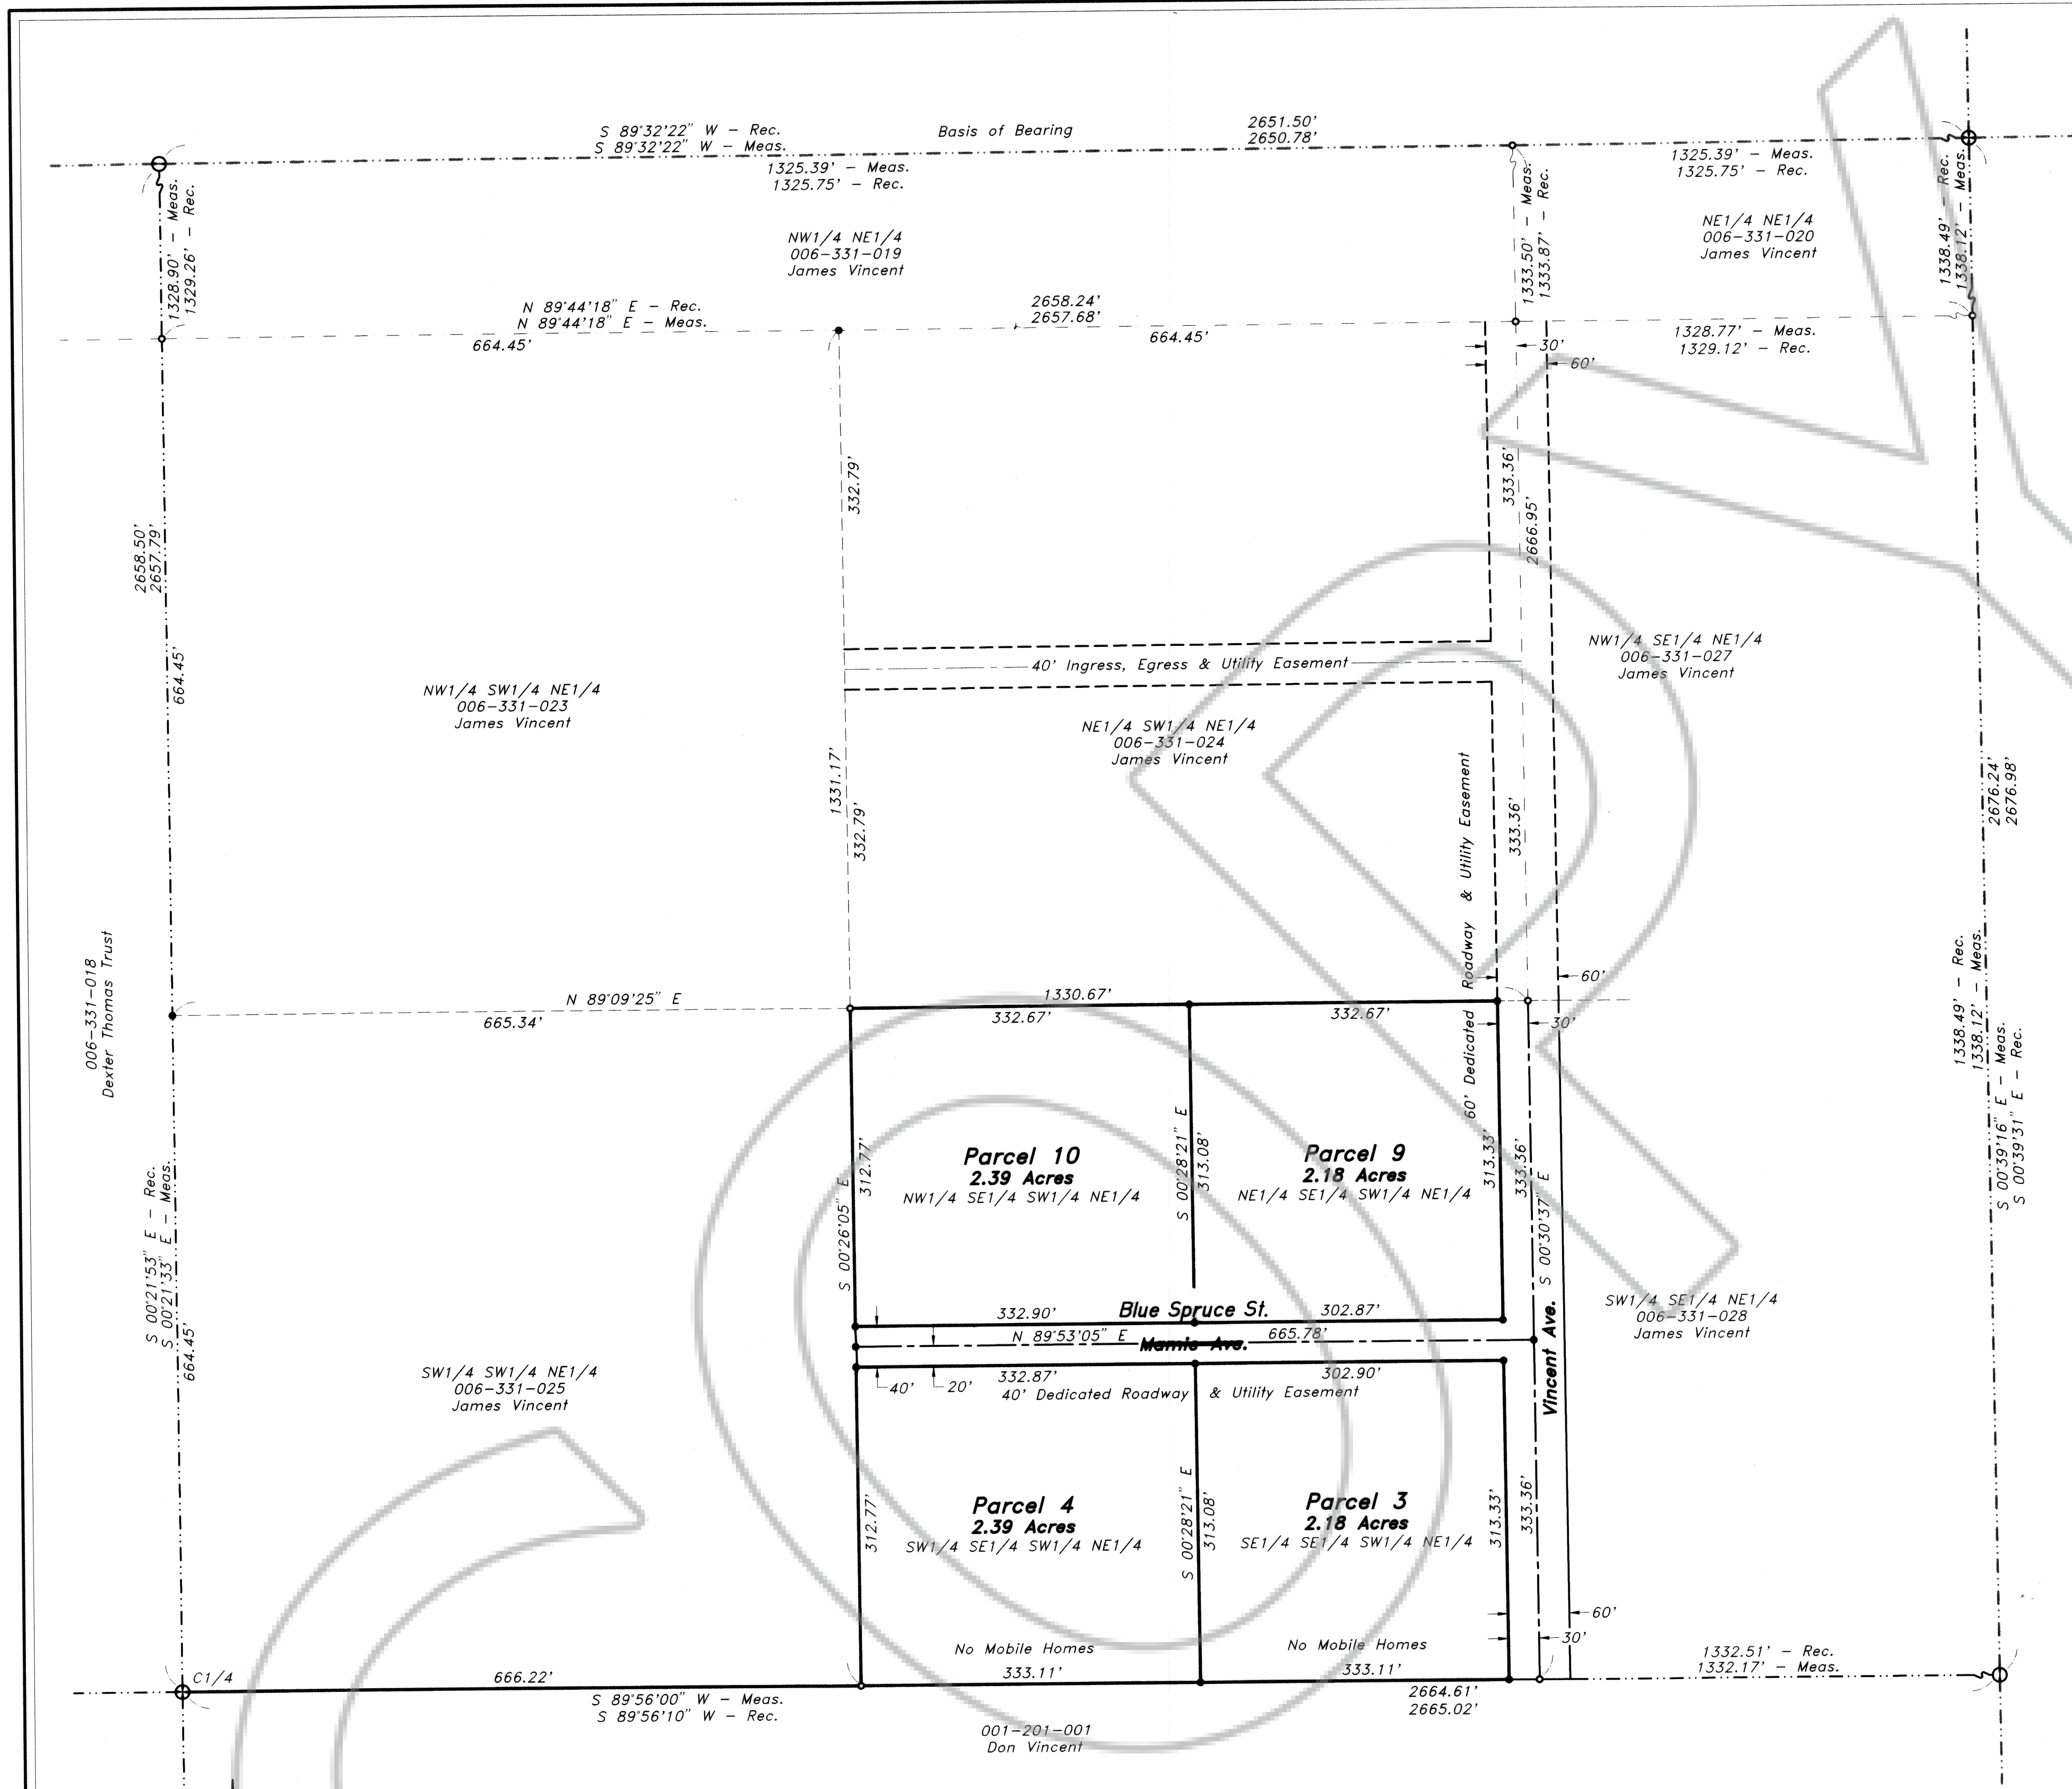 S 89°32'22" W – Rec.
S 89°32'22" W – Meas.
Basis of Bearing
2651.50'
2650.78'
1325.39' – Meas.
1325.75' – Rec.
1325.39' – Meas.
1325.75' – Rec.
1328.90' – Meas.
1329.26' – Rec.
NW1/4 NE1/4
006–331–019
James Vincent
1333.50' – Meas.
1333.87' – Rec.
NE1/4 NE1/4
006–331–020
James Vincent
1338.49' – Rec.
1338.12' – Meas.
N 89°44'18" E – Rec.
N 89°44'18" E – Meas.
2658.24'
2657.68'
664.45'
664.45'
30'
60'
1328.77' – Meas.
1329.12' – Rec.
2658.50'
2657.79'
664.45'
332.79'
333.36'
2666.95'
40' Ingress, Egress & Utility Easement
NW1/4 SW1/4 NE1/4
006–331–023
James Vincent
NE1/4 SW1/4 NE1/4
006–331–024
James Vincent
NW1/4 SE1/4 NE1/4
006–331–027
James Vincent
1331.17'
332.79'
333.36'
60' Dedicated Roadway & Utility Easement
2676.24'
2676.98'
006–331–018
Dexter Thomas Trust
N 89°09'25" E
665.34'
1330.67'
332.67'
332.67'
60'
30'
1338.49' – Rec.
1338.12' – Meas.
S 00°39'16" E – Meas.
S 00°39'31" E – Rec.
S 00°21'53" E – Rec.
S 00°21'33" E – Meas.
664.45'
S 00°26'05" E
312.77'
Parcel 10
2.39 Acres
NW1/4 SE1/4 SW1/4 NE1/4
S 00°28'21" E
313.08'
Parcel 9
2.18 Acres
NE1/4 SE1/4 SW1/4 NE1/4
313.33'
333.36'
S 00°30'37" E
Vincent Ave.
332.90'
Blue Spruce St.
302.87'
N 89°53'05" E
Mamie Ave.
665.78'
332.87'
302.90'
40'
20'
40' Dedicated Roadway & Utility Easement
SW1/4 SW1/4 NE1/4
006–331–025
James Vincent
SW1/4 SE1/4 NE1/4
006–331–028
James Vincent
312.77'
Parcel 4
2.39 Acres
SW1/4 SE1/4 SW1/4 NE1/4
S 00°28'21" E
313.08'
Parcel 3
2.18 Acres
SE1/4 SE1/4 SW1/4 NE1/4
313.33'
333.36'
60'
30'
No Mobile Homes
No Mobile Homes
C1/4
666.22'
333.11'
333.11'
1332.51' – Rec.
1332.17' – Meas.
S 89°56'00" W – Meas.
S 89°56'10" W – Rec.
2664.61'
2665.02'
001–201–001
Don Vincent
COPY